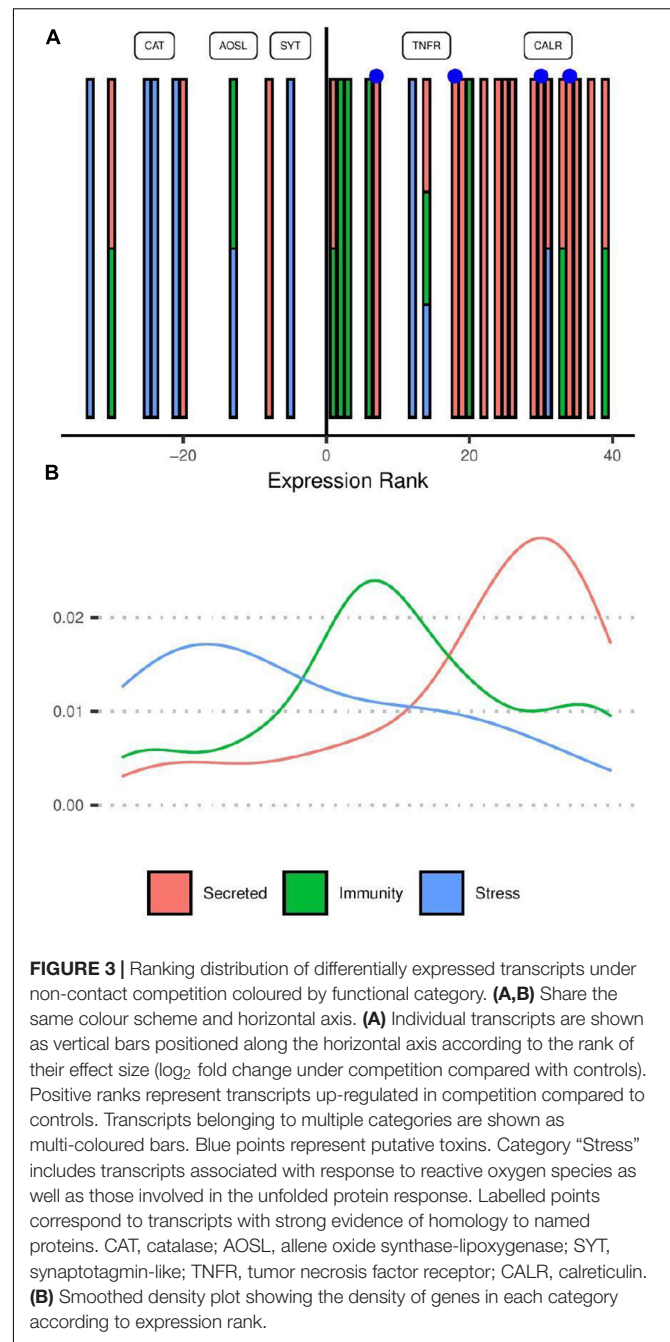 A
CAT
AOSL
SYT
TNFR
CALR
−20
0
20
40
Expression Rank
B
0.02
0.01
0.00
Secreted
Immunity
Stress
FIGURE 3 | Ranking distribution of differentially expressed transcripts under
non-contact competition coloured by functional category. (A,B) Share the
same colour scheme and horizontal axis. (A) Individual transcripts are shown
as vertical bars positioned along the horizontal axis according to the rank of
their effect size (log2 fold change under competition compared with controls).
Positive ranks represent transcripts up-regulated in competition compared to
controls. Transcripts belonging to multiple categories are shown as
multi-coloured bars. Blue points represent putative toxins. Category “Stress”
includes transcripts associated with response to reactive oxygen species as
well as those involved in the unfolded protein response. Labelled points
correspond to transcripts with strong evidence of homology to named
proteins. CAT, catalase; AOSL, allene oxide synthase-lipoxygenase; SYT,
synaptotagmin-like; TNFR, tumor necrosis factor receptor; CALR, calreticulin.
(B) Smoothed density plot showing the density of genes in each category
according to expression rank.